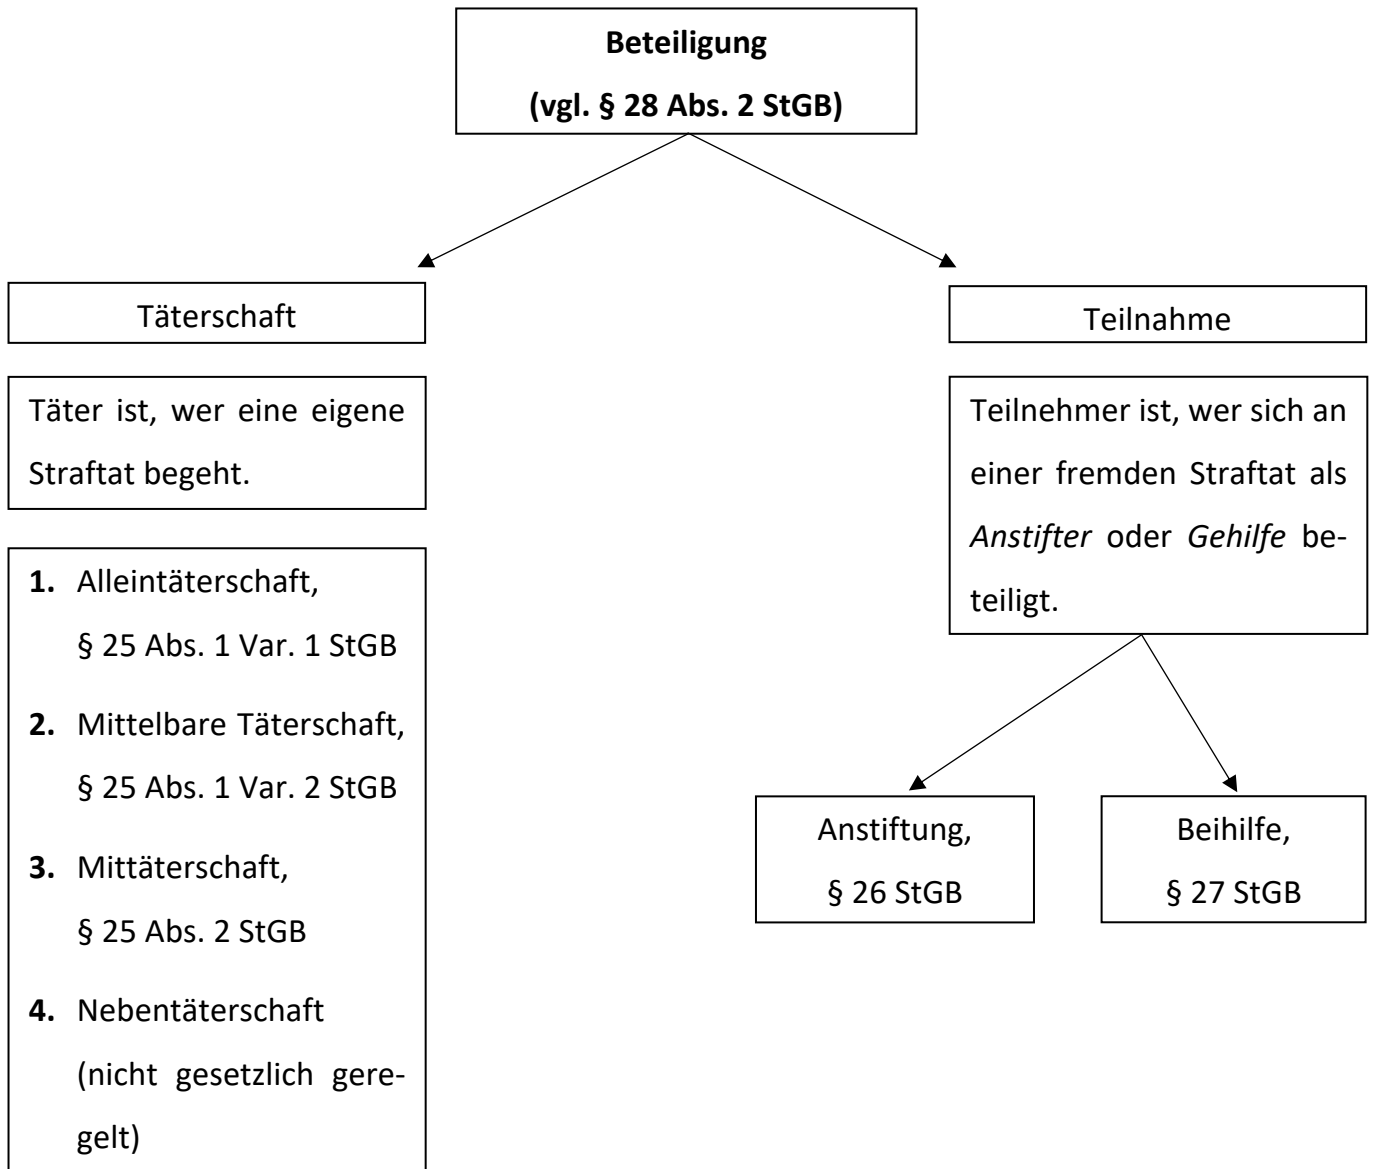 Beteiligung
(vgl. § 28 Abs. 2 StGB)
Täterschaft
Täter ist, wer eine eigene
Straftat begeht.
1. Alleintäterschaft,
§ 25 Abs. 1 Var. 1 StGB
2. Mittelbare Täterschaft,
§ 25 Abs. 1 Var. 2 StGB
3. Mittäterschaft,
§ 25 Abs. 2 StGB
4. Nebentäterschaft
(nicht gesetzlich gere-
gelt)
Teilnahme
Teilnehmer ist, wer sich an
einer fremden Straftat als
Anstifter oder Gehilfe be-
teiligt.
Anstiftung,
§ 26 StGB
Beihilfe,
§ 27 StGB